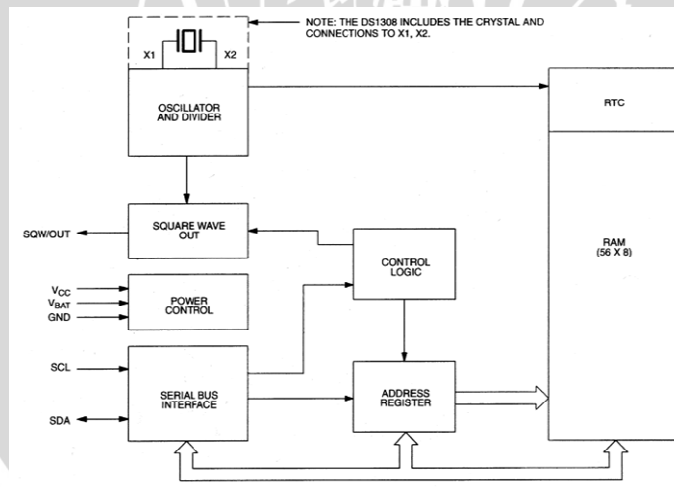 NOTE: THE DS1308 INCLUDES THE CRYSTAL AND
CONNECTIONS TO X1, X2.
X1
X2
OSCILLATOR
AND DIVIDER
RTC
SQUARE WAVE
OUT
SQW/OUT
RAM
(56 X 8)
CONTROL
LOGIC
VCC
VBAT
GND
POWER
CONTROL
SCL
SDA
SERIAL BUS
INTERFACE
ADDRESS
REGISTER